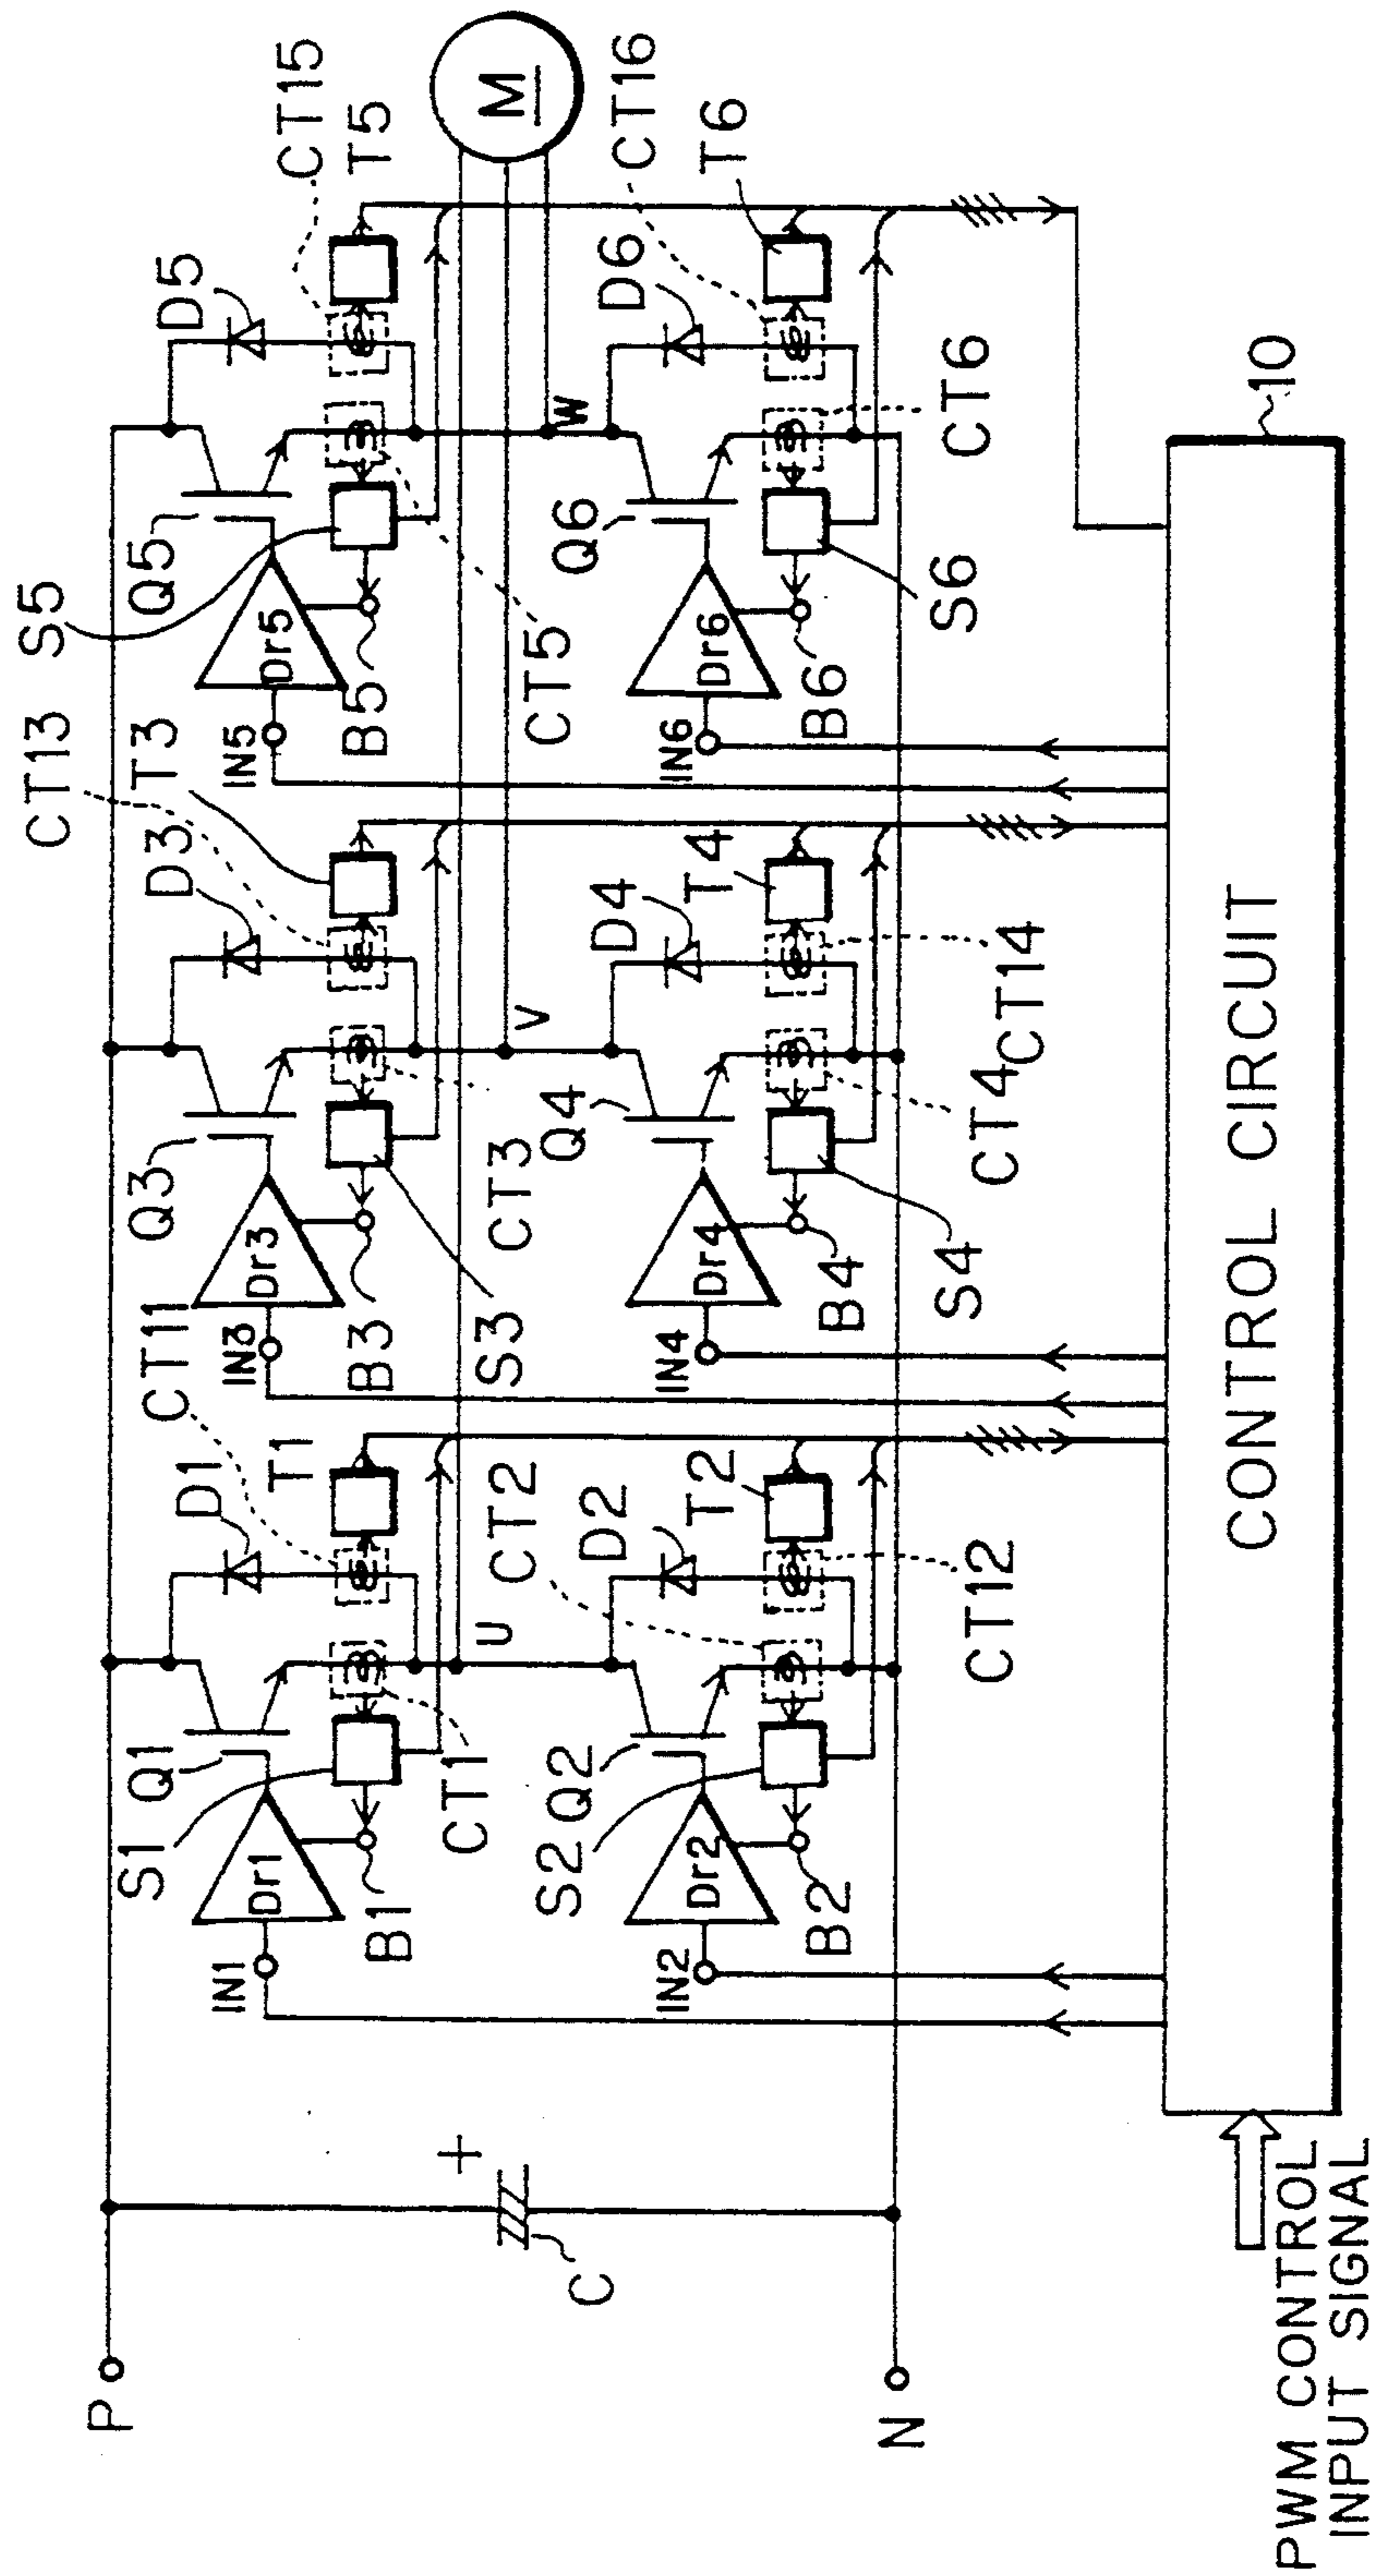 P
N
C
+
IN1
Dr1
S1
Q1
B1
CT1
D1
CT11
T1
U
IN2
Dr2
S2
Q2
B2
CT2
D2
T2
CT12
IN3
Dr3
Q3
B3
S3
CT3
D3
CT13
T3
V
IN4
Dr4
Q4
B4
S4
CT4
D4
T4
CT14
IN5
Dr5
S5
Q5
B5
CT5
D5
CT15
T5
W
IN6
Dr6
Q6
B6
S6
CT6
D6
CT16
T6
M
CONTROL CIRCUIT
10
PWM CONTROL
INPUT SIGNAL